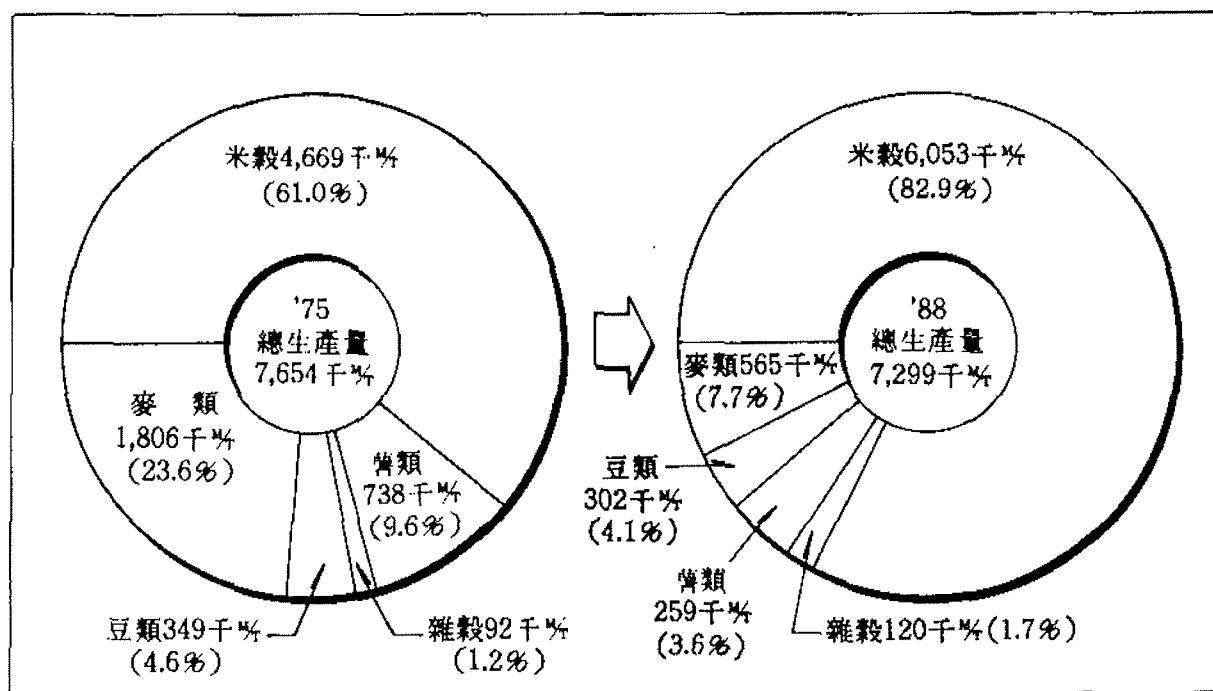 米穀4,669千M/T
(61.0%)
'75
總生產量
7,654千M/T
麥 類
1,806千M/T
(23.6%)
薯類
738千M/T
(9.6%)
豆類349千M/T
(4.6%)
雜穀92千M/T
(1.2%)
米穀6,053千M/T
(82.9%)
'88
總生產量
7,299千M/T
麥類565千M/T
(7.7%)
豆類
302千M/T
(4.1%)
薯類
259千M/T
(3.6%)
雜穀120千M/T(1.7%)